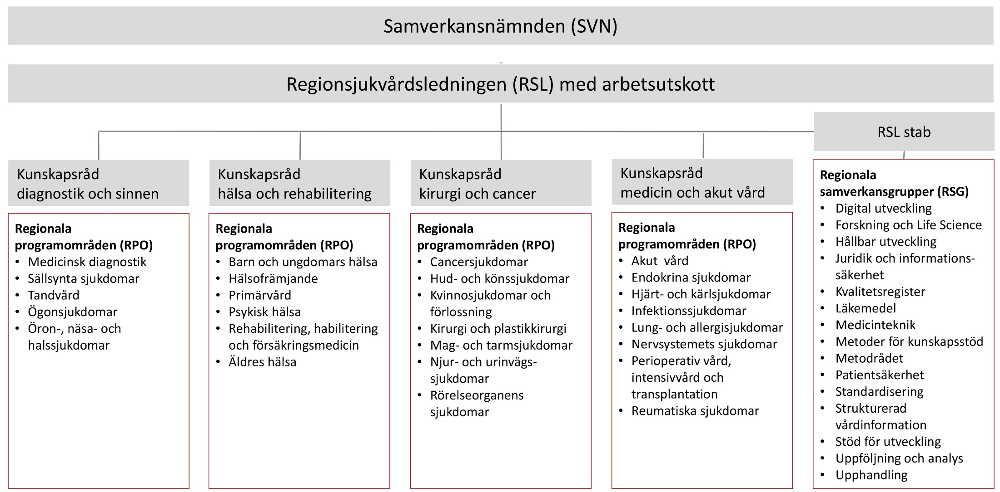 Samverkansnämnden (SVN)
Regionsjukvårdsledningen (RSL) med arbetsutskott
RSL stab
Kunskapsråd
diagnostik och sinnen
Regionala
programområden (RPO)
• Medicinsk diagnostik
• Sällsynta sjukdomar
• Tandvård
• Ögonsjukdomar
• Öron-, näsa- och
halssjukdomar
Kunskapsråd
hälsa och rehabilitering
Regionala
programområden (RPO)
• Barn och ungdomars hälsa
• Hälsofrämjande
• Primärvård
• Psykisk hälsa
• Rehabilitering, habilitering
och försäkringsmedicin
• Äldres hälsa
Kunskapsråd
kirurgi och cancer
Regionala
programområden (RPO)
• Cancersjukdomar
• Hud- och könssjukdomar
• Kvinnosjukdomar och
förlossning
• Kirurgi och plastikkirurgi
• Mag- och tarmsjukdomar
• Njur- och urinvägs-
sjukdomar
• Rörelseorganens
sjukdomar
Kunskapsråd
medicin och akut vård
Regionala
programområden (RPO)
• Akut  vård
• Endokrina sjukdomar
• Hjärt- och kärlsjukdomar
• Infektionssjukdomar
• Lung- och allergisjukdomar
• Nervsystemets sjukdomar
• Perioperativ vård,
intensivvård och
transplantation
• Reumatiska sjukdomar
Regionala
samverkansgrupper (RSG)
• Digital utveckling
• Forskning och Life Science
• Hållbar utveckling
• Juridik och informations-
säkerhet
• Kvalitetsregister
• Läkemedel
• Medicinteknik
• Metoder för kunskapsstöd
• Metodrådet
• Patientsäkerhet
• Standardisering
• Strukturerad
vårdinformation
• Stöd för utveckling
• Uppföljning och analys
• Upphandling